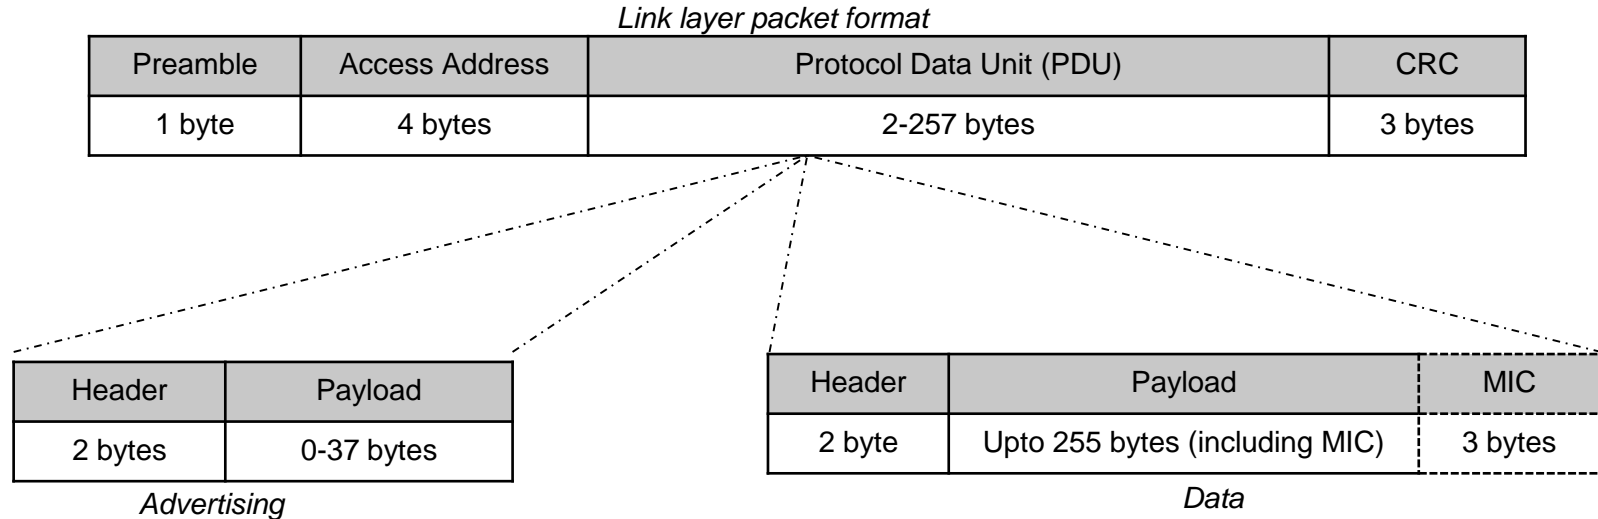 Link layer packet format
Preamble Access Address Protocol Data Unit (PDU) CRC
1 byte 4 bytes 2-257 bytes 3 bytes
Header Payload
2 bytes 0-37 bytes
Advertising
Header Payload MIC
2 byte Upto 255 bytes (including MIC) 3 bytes
Data